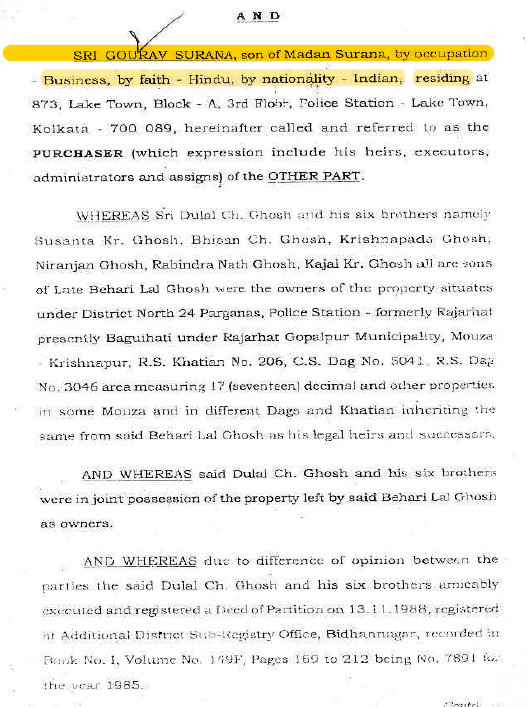 A N D
SRI GOURAV SURANA, son of Madan Surana, by occupation
- Business, by faith - Hindu, by nationality - Indian, residing at
873, Lake Town, Block - A, 3rd Floor, Police Station - Lake Town,
Kolkata - 700 089, hereinafter called and referred to as the
PURCHASER (which expression include his heirs, executors,
administrators and assigns) of the OTHER PART.
WHEREAS Sri Dulal Ch. Ghosh and his six brothers namely
Susanta Kr. Ghosh, Bhisan Ch. Ghosh, Krishnapada Ghosh,
Niranjan Ghosh, Rabindra Nath Ghosh, Kajal Kr. Ghosh all are sons
of Late Behari Lal Ghosh were the owners of the property situates
under District North 24 Parganas, Police Station - formerly Rajarhat
presently Baguihati under Rajarhat Gopalpur Municipality, Mouza
- Krishnapur, R.S. Khatian No. 206, C.S. Dag No. 5041, R.S. Dag
No. 3046 area measuring 17 (seventeen) decimal and other properties
in some Mouza and in different Dags and Khatian inheriting the
same from said Behari Lal Ghosh as his legal heirs and successors.
AND WHEREAS said Dulal Ch. Ghosh and his six brothers
were in joint possession of the property left by said Behari Lal Ghosh
as owners.
AND WHEREAS due to difference of opinion between the
parties the said Dulal Ch. Ghosh and his six brothers amicably
executed and registered a Deed of Partition on 13.11.1988, registered
at Additional District Sub-Registry Office, Bidhannagar, recorded in
Book No. I, Volume No. 149F, Pages 169 to 212 being No. 7891 for
the year 1985.